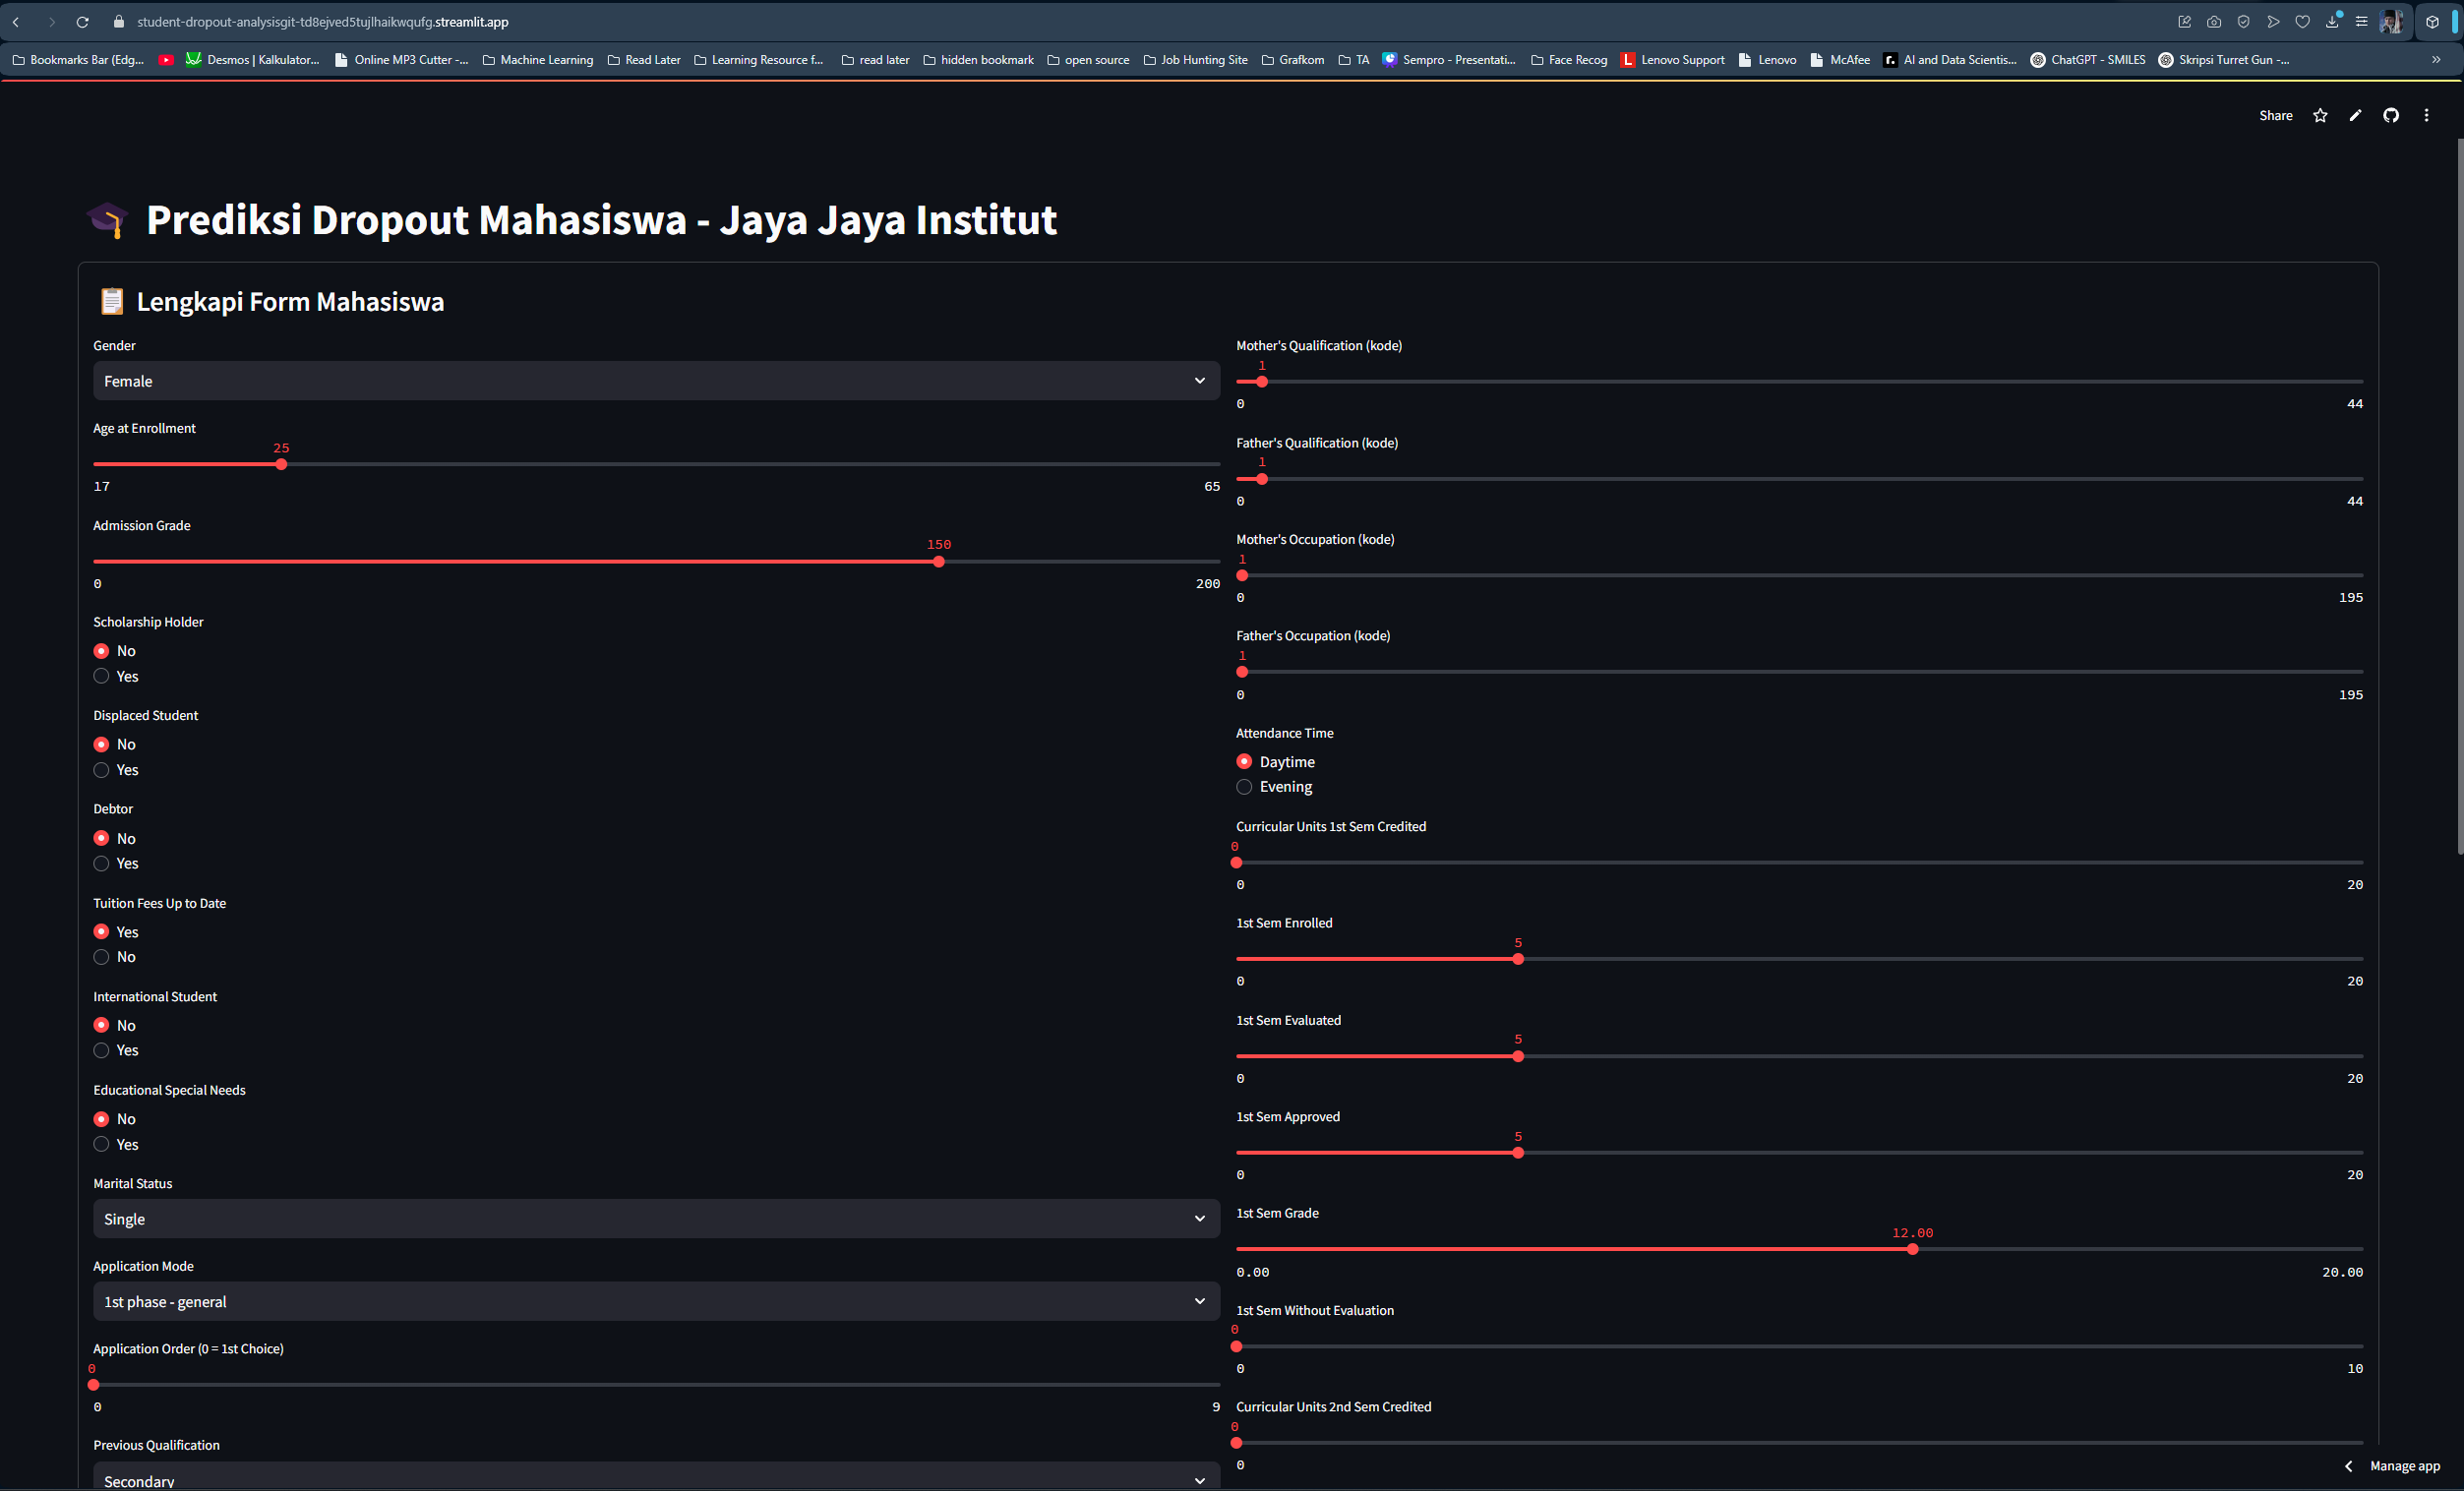 student-dropout-analysisgit-td8ejved5tujlhaikwqufg.streamlit.app
Bookmarks Bar (Edg...
Desmos | Kalkulator...
Online MP3 Cutter -...
Machine Learning
Read Later
Learning Resource f...
read later
hidden bookmark
open source
Job Hunting Site
Grafkom
TA
Sempro - Presentati...
Face Recog
L Lenovo Support
Lenovo
McAfee
r. AI and Data Scientis...
ChatGPT - SMILES
Skripsi Turret Gun -...
»
Share
Prediksi Dropout Mahasiswa - Jaya Jaya Institut
Lengkapi Form Mahasiswa
Gender
Female
Age at Enrollment
25
17 65
Admission Grade
150
0 200
Scholarship Holder
No
Yes
Displaced Student
No
Yes
Debtor
No
Yes
Tuition Fees Up to Date
Yes
No
International Student
No
Yes
Educational Special Needs
No
Yes
Marital Status
Single
Application Mode
1st phase - general
Application Order (0 = 1st Choice)
0
0 9
Previous Qualification
Secondary
Mother's Qualification (kode)
1
0 44
Father's Qualification (kode)
1
0 44
Mother's Occupation (kode)
1
0 195
Father's Occupation (kode)
1
0 195
Attendance Time
Daytime
Evening
Curricular Units 1st Sem Credited
0
0 20
1st Sem Enrolled
5
0 20
1st Sem Evaluated
5
0 20
1st Sem Approved
5
0 20
1st Sem Grade
12.00
0.00 20.00
1st Sem Without Evaluation
0
0 10
Curricular Units 2nd Sem Credited
0
0
Manage app